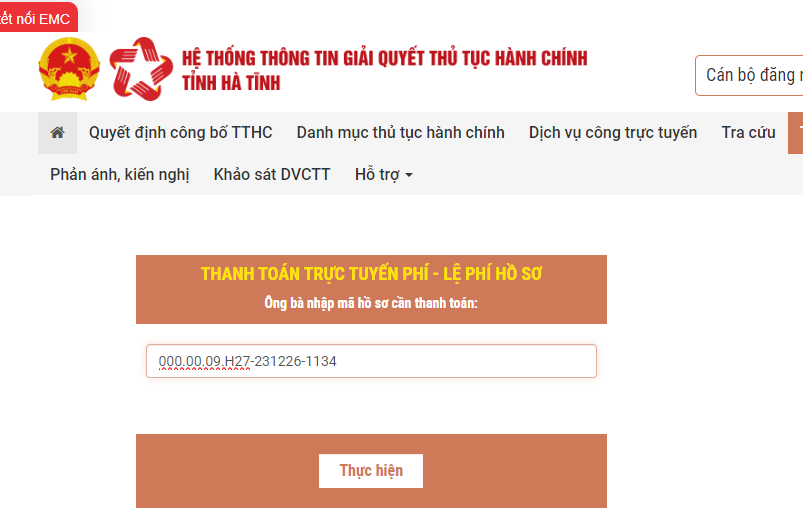 kết nối EMC
HỆ THỐNG THÔNG TIN GIẢI QUYẾT THỦ TỤC HÀNH CHÍNH
TỈNH HÀ TĨNH
Cán bộ đăng
Quyết định công bố TTHC Danh mục thủ tục hành chính Dịch vụ công trực tuyến Tra cứu
Phản ánh, kiến nghị Khảo sát DVCTT Hỗ trợ
THANH TOÁN TRỰC TUYẾN PHÍ - LỆ PHÍ HỒ SƠ
Ông bà nhập mã hồ sơ cần thanh toán:
000.00.09.H27-231226-1134
Thực hiện